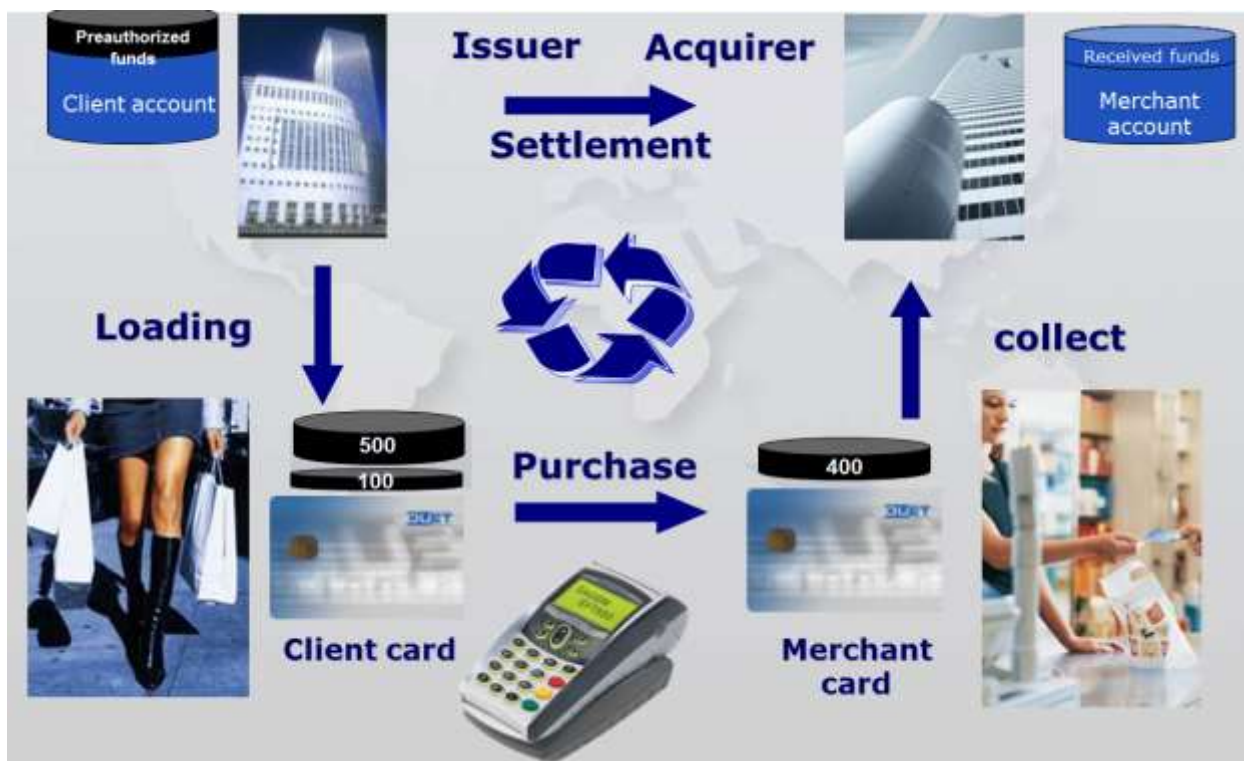 Preauthorized
funds
Client account
Issuer
Acquirer
Settlement
Received funds
Merchant
account
Loading
collect
500
100
Purchase
400
DUET
Client card
Merchant
card